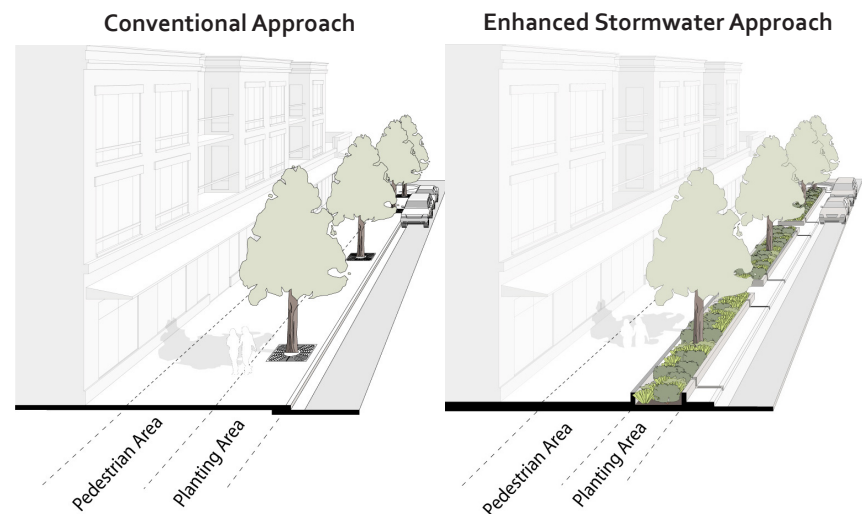 Conventional Approach
Enhanced Stormwater Approach
Pedestrian Area
Planting Area
Pedestrian Area
Planting Area